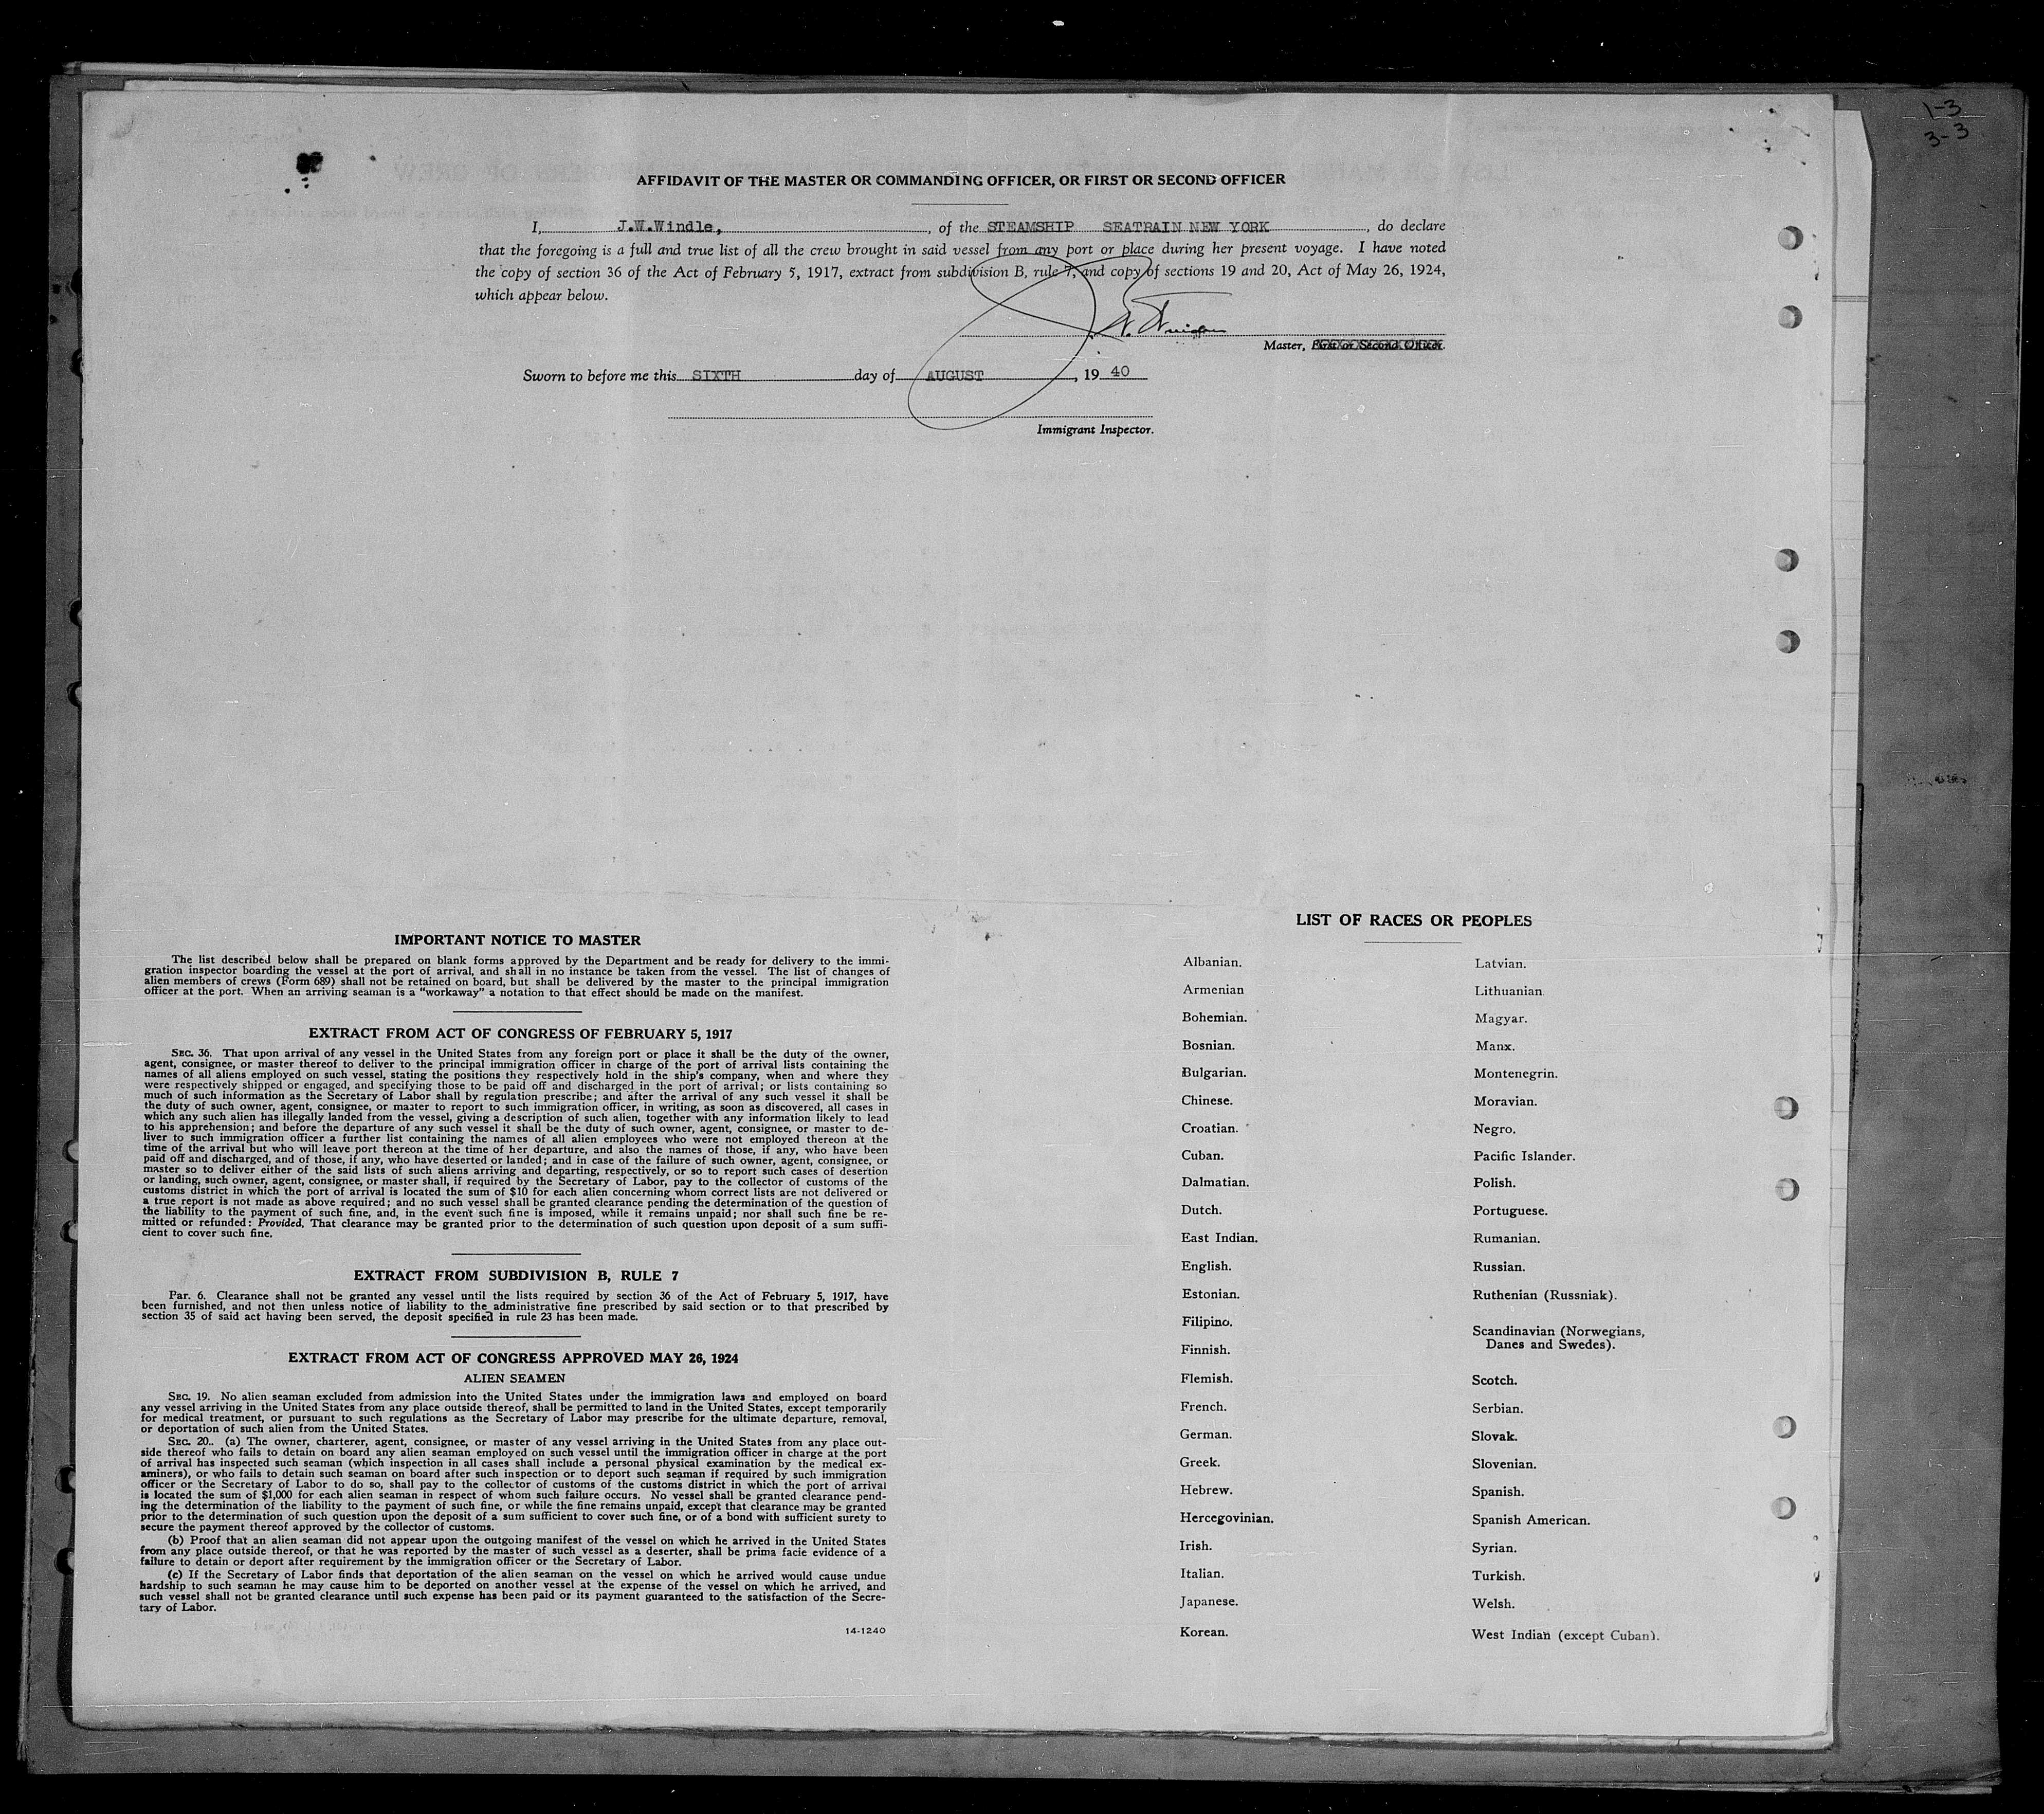 1-3
3-3
AFFIDAVIT OF THE MASTER OR COMMANDING OFFICER, OR FIRST OR SECOND OFFICER
I, J.W.Windle, , of the STEAMSHIP SEATRAIN NEW YORK , do declare
that the foregoing is a full and true list of all the crew brought in said vessel from any port or place during her present voyage. I have noted
the copy of section 36 of the Act of February 5, 1917, extract from subdivision B, rule 7, and copy of sections 19 and 20, Act of May 26, 1924,
which appear below.
Master, First or Second Officer.
Sworn to before me this SIXTH day of AUGUST , 19 40
Immigrant Inspector.
IMPORTANT NOTICE TO MASTER
The list described below shall be prepared on blank forms approved by the Department and be ready for delivery to the immi-
gration inspector boarding the vessel at the port of arrival, and shall in no instance be taken from the vessel. The list of changes of
alien members of crews (Form 689) shall not be retained on board, but shall be delivered by the master to the principal immigration
officer at the port. When an arriving seaman is a "workaway" a notation to that effect should be made on the manifest.
EXTRACT FROM ACT OF CONGRESS OF FEBRUARY 5, 1917
SEC. 36. That upon arrival of any vessel in the United States from any foreign port or place it shall be the duty of the owner,
agent, consignee, or master thereof to deliver to the principal immigration officer in charge of the port of arrival lists containing the
names of all aliens employed on such vessel, stating the positions they respectively hold in the ship's company, when and where they
were respectively shipped or engaged, and specifying those to be paid off and discharged in the port of arrival; or lists containing so
much of such information as the Secretary of Labor shall by regulation prescribe; and after the arrival of any such vessel it shall be
the duty of such owner, agent, consignee, or master to report to such immigration officer, in writing, as soon as discovered, all cases in
which any such alien has illegally landed from the vessel, giving a description of such alien, together with any information likely to lead
to his apprehension; and before the departure of any such vessel it shall be the duty of such owner, agent, consignee, or master to de-
liver to such immigration officer a further list containing the names of all alien employees who were not employed thereon at the
time of the arrival but who will leave port thereon at the time of her departure, and also the names of those, if any, who have been
paid off and discharged, and of those, if any, who have deserted or landed; and in case of the failure of such owner, agent, consignee, or
master so to deliver either of the said lists of such aliens arriving and departing, respectively, or so to report such cases of desertion
or landing, such owner, agent, consignee, or master shall, if required by the Secretary of Labor, pay to the collector of customs of the
customs district in which the port of arrival is located the sum of $10 for each alien concerning whom correct lists are not delivered or
a true report is not made as above required; and no such vessel shall be granted clearance pending the determination of the question of
the liability to the payment of such fine, and, in the event such fine is imposed, while it remains unpaid; nor shall such fine be re-
mitted or refunded: Provided, That clearance may be granted prior to the determination of such question upon deposit of a sum suffi-
cient to cover such fine.
EXTRACT FROM SUBDIVISION B, RULE 7
Par. 6. Clearance shall not be granted any vessel until the lists required by section 36 of the Act of February 5, 1917, have
been furnished, and not then unless notice of liability to the administrative fine prescribed by said section or to that prescribed by
section 35 of said act having been served, the deposit specified in rule 23 has been made.
EXTRACT FROM ACT OF CONGRESS APPROVED MAY 26, 1924
ALIEN SEAMEN
SEC. 19. No alien seaman excluded from admission into the United States under the immigration laws and employed on board
any vessel arriving in the United States from any place outside thereof, shall be permitted to land in the United States, except temporarily
for medical treatment, or pursuant to such regulations as the Secretary of Labor may prescribe for the ultimate departure, removal,
or deportation of such alien from the United States.
SEC. 20.. (a) The owner, charterer, agent, consignee, or master of any vessel arriving in the United States from any place out-
side thereof who fails to detain on board any alien seaman employed on such vessel until the immigration officer in charge at the port
of arrival has inspected such seaman (which inspection in all cases shall include a personal physical examination by the medical ex-
aminers), or who fails to detain such seaman on board after such inspection or to deport such seaman if required by such immigration
officer or the Secretary of Labor to do so, shall pay to the collector of customs of the customs district in which the port of arrival
is located the sum of $1,000 for each alien seaman in respect of whom such failure occurs. No vessel shall be granted clearance pend-
ing the determination of the liability to the payment of such fine, or while the fine remains unpaid, except that clearance may be granted
prior to the determination of such question upon the deposit of a sum sufficient to cover such fine, or of a bond with sufficient surety to
secure the payment thereof approved by the collector of customs.
(b) Proof that an alien seaman did not appear upon the outgoing manifest of the vessel on which he arrived in the United States
from any place outside thereof, or that he was reported by the master of such vessel as a deserter, shall be prima facie evidence of a
failure to detain or deport after requirement by the immigration officer or the Secretary of Labor.
(c) If the Secretary of Labor finds that deportation of the alien seaman on the vessel on which he arrived would cause undue
hardship to such seaman he may cause him to be deported on another vessel at the expense of the vessel on which he arrived, and
such vessel shall not be granted clearance until such expense has been paid or its payment guaranteed to the satisfaction of the Secre-
tary of Labor.
14-1240
LIST OF RACES OR PEOPLES
Albanian.
Armenian
Bohemian.
Bosnian.
Bulgarian.
Chinese.
Croatian.
Cuban.
Dalmatian.
Dutch.
East Indian.
English.
Estonian.
Filipino.
Finnish.
Flemish.
French.
German.
Greek.
Hebrew.
Hercegovinian.
Irish.
Italian.
Japanese.
Korean.
Latvian.
Lithuanian
Magyar.
Manx.
Montenegrin.
Moravian.
Negro.
Pacific Islander.
Polish.
Portuguese.
Rumanian.
Russian.
Ruthenian (Russniak).
Scandinavian (Norwegians,
Danes and Swedes).
Scotch.
Serbian.
Slovak.
Slovenian.
Spanish.
Spanish American.
Syrian.
Turkish.
Welsh.
West Indian (except Cuban).